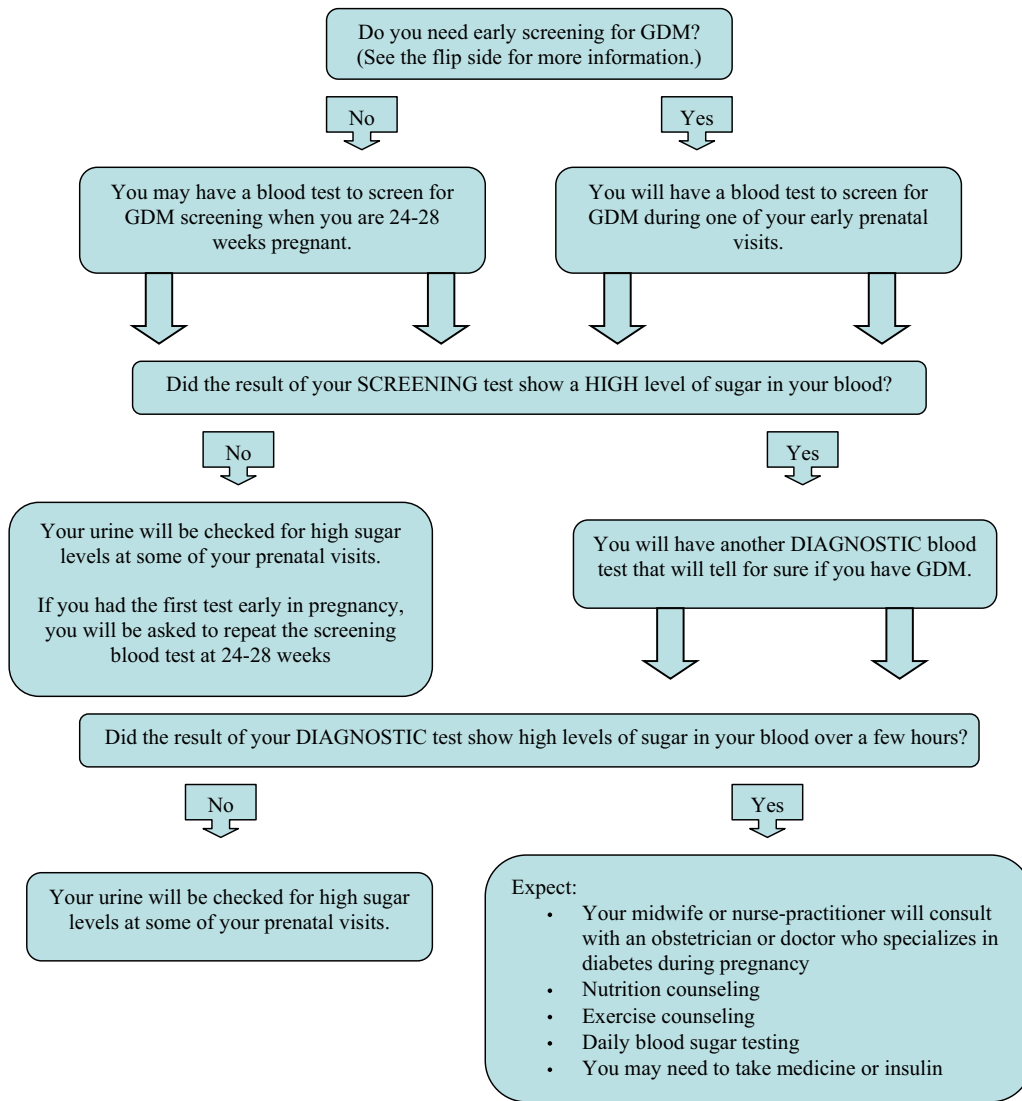 Do you need early screening for GDM?
(See the flip side for more information.)
No
Yes
You may have a blood test to screen for
GDM screening when you are 24-28
weeks pregnant.
You will have a blood test to screen for
GDM during one of your early prenatal
visits.
Did the result of your SCREENING test show a HIGH level of sugar in your blood?
No
Yes
Your urine will be checked for high sugar
levels at some of your prenatal visits.
If you had the first test early in pregnancy,
you will be asked to repeat the screening
blood test at 24-28 weeks
You will have another DIAGNOSTIC blood
test that will tell for sure if you have GDM.
Did the result of your DIAGNOSTIC test show high levels of sugar in your blood over a few hours?
No
Yes
Your urine will be checked for high sugar
levels at some of your prenatal visits.
Expect:
• Your midwife or nurse-practitioner will consult
with an obstetrician or doctor who specializes in
diabetes during pregnancy
• Nutrition counseling
• Exercise counseling
• Daily blood sugar testing
• You may need to take medicine or insulin